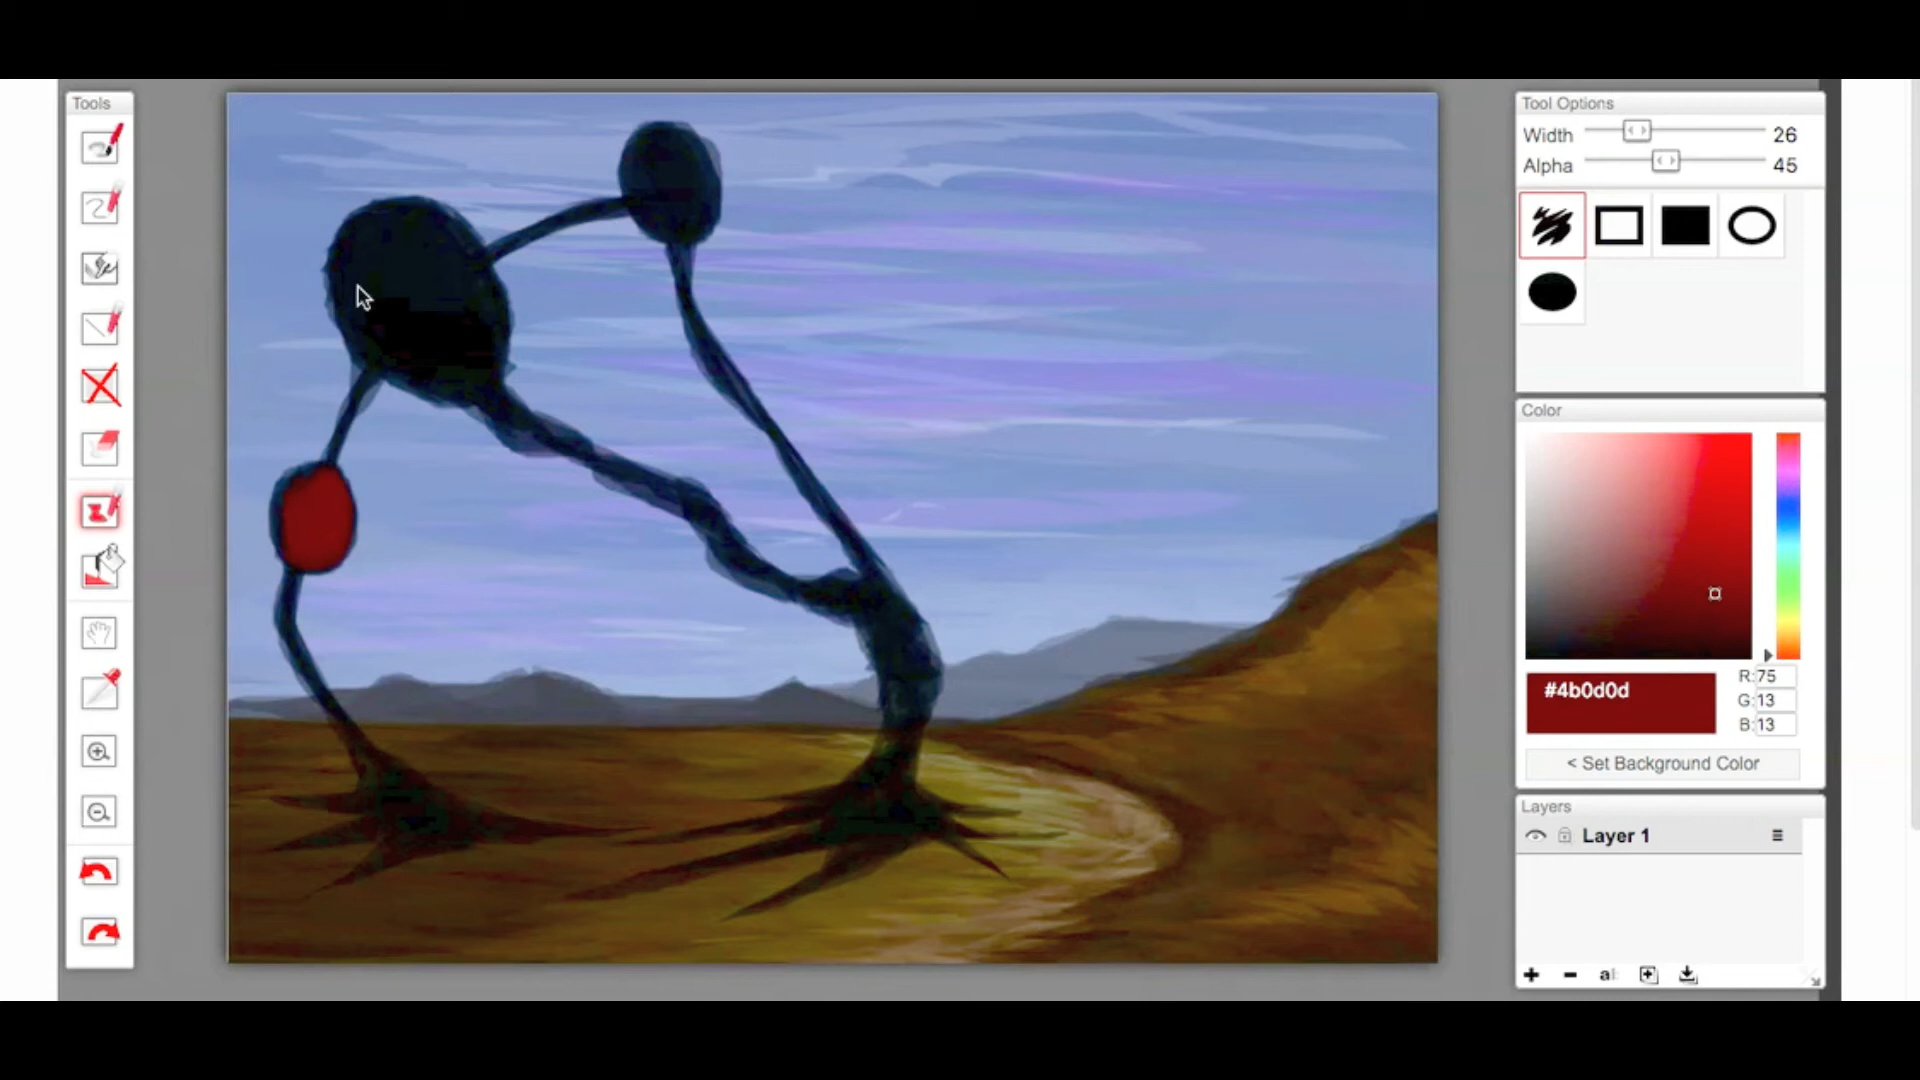 Tools
Tool Options
Width 26
Alpha 45
Color
#4b0d0d
R: 75
G: 13
B: 13
< Set Background Color
Layers
Layer 1